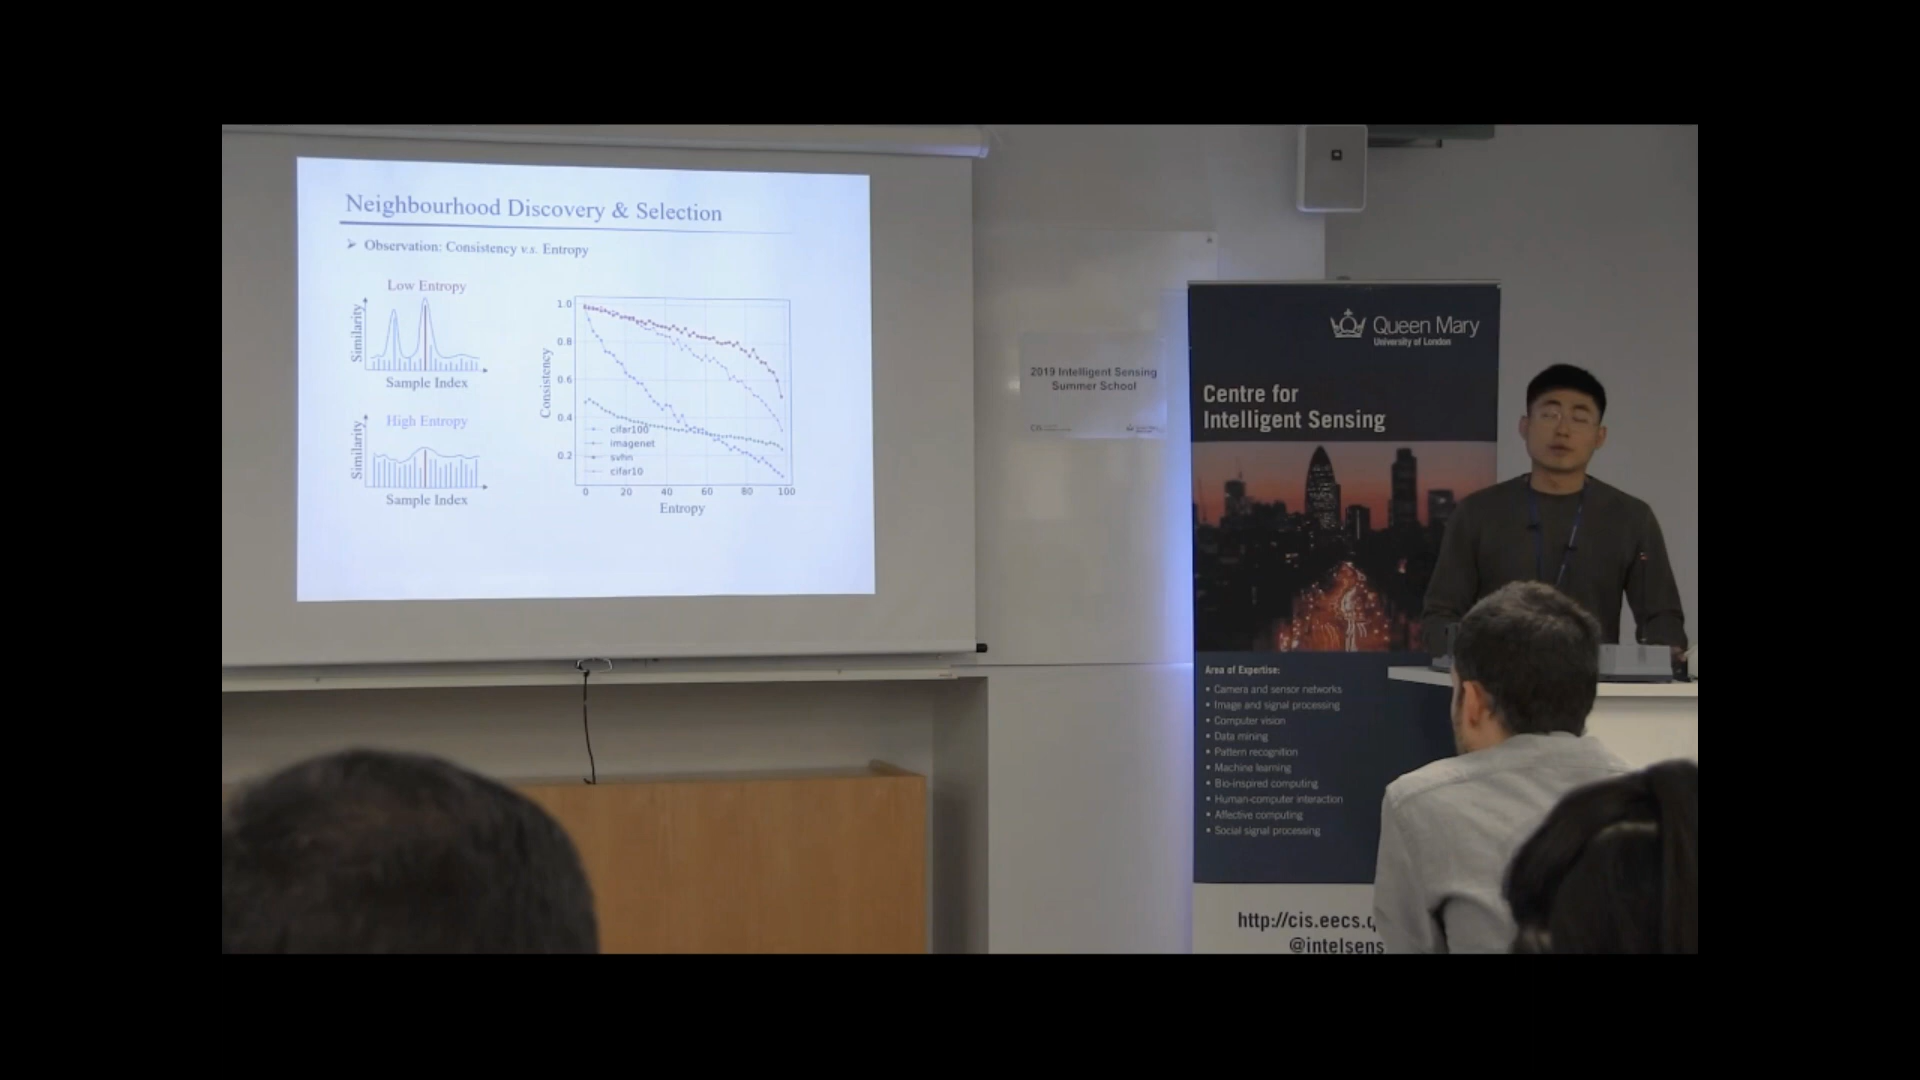 Neighbourhood Discovery & Selection
➢ Observation: Consistency v.s. Entropy
Low Entropy
Similarity
Sample Index
High Entropy
Similarity
Sample Index
1.0
0.8
0.6
0.4
0.2
Consistency
cifar100
imagenet
svhn
cifar10
0 20 40 60 80 100
Entropy
2019 Intelligent Sensing
Summer School
Queen Mary
University of London
Centre for
Intelligent Sensing
Area of Expertise:
• Camera and sensor networks
• Image and signal processing
• Computer vision
• Data mining
• Pattern recognition
• Machine learning
• Bio-inspired computing
• Human-computer interaction
• Affective computing
• Social signal processing
http://cis.eecs.q
@intelsens